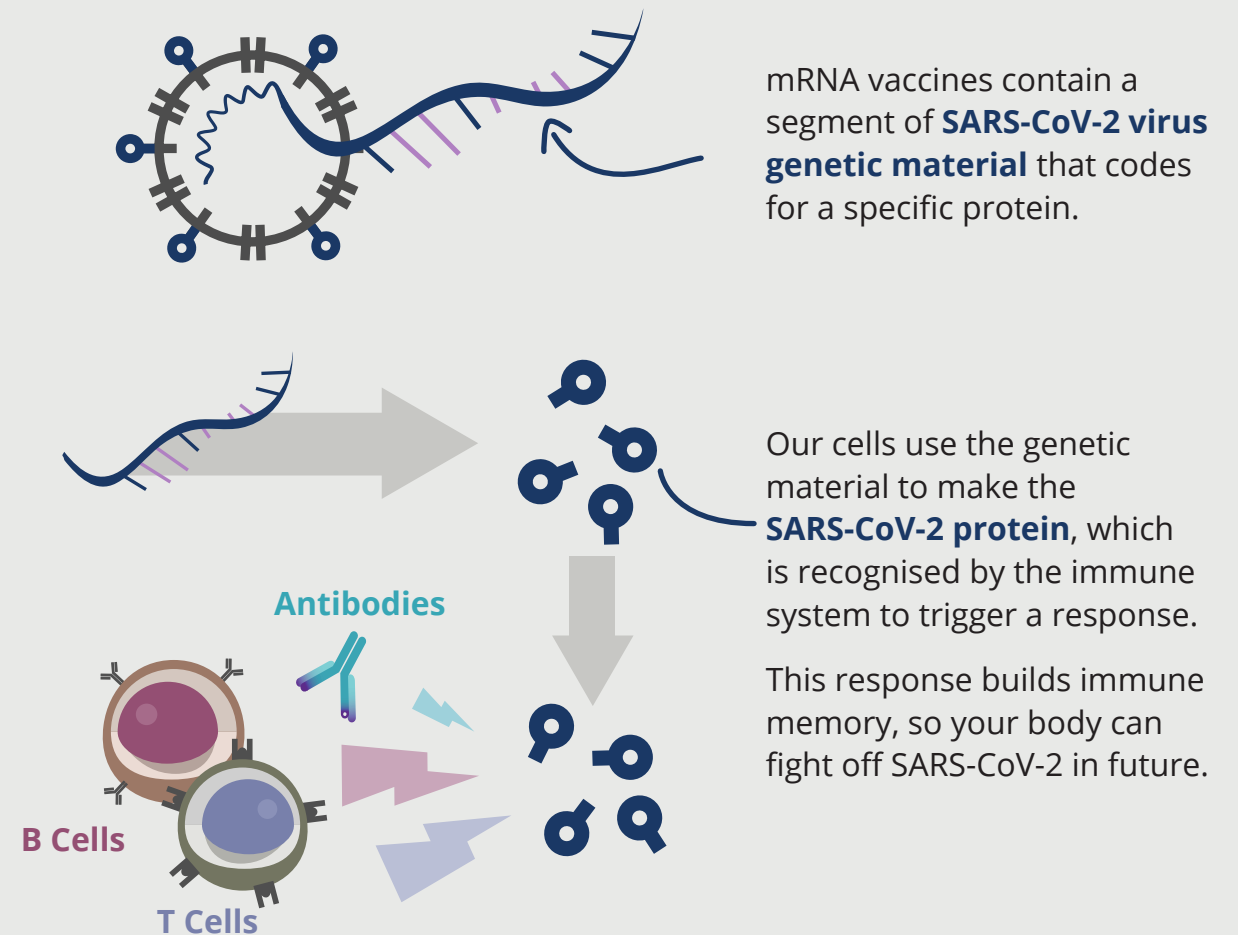 mRNA vaccines contain a
segment of SARS-CoV-2 virus
genetic material that codes
for a specific protein.
Our cells use the genetic
material to make the
SARS-CoV-2 protein, which
is recognised by the immune
system to trigger a response.
This response builds immune
memory, so your body can
fight off SARS-CoV-2 in future.
Antibodies
B Cells
T Cells